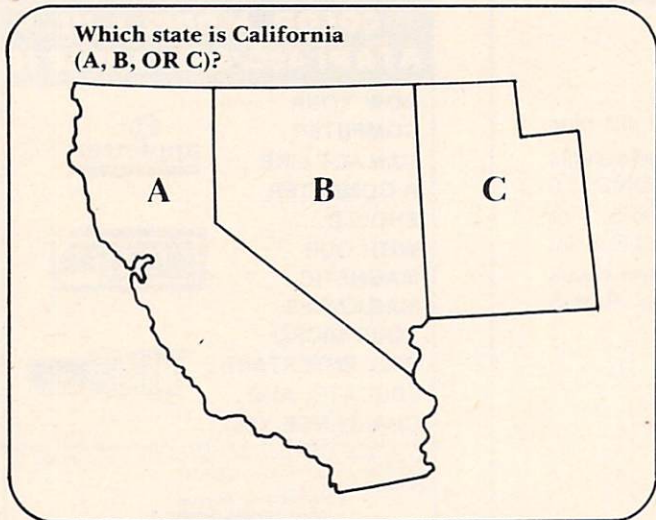 Which state is California
(A, B, OR C)?
A B C